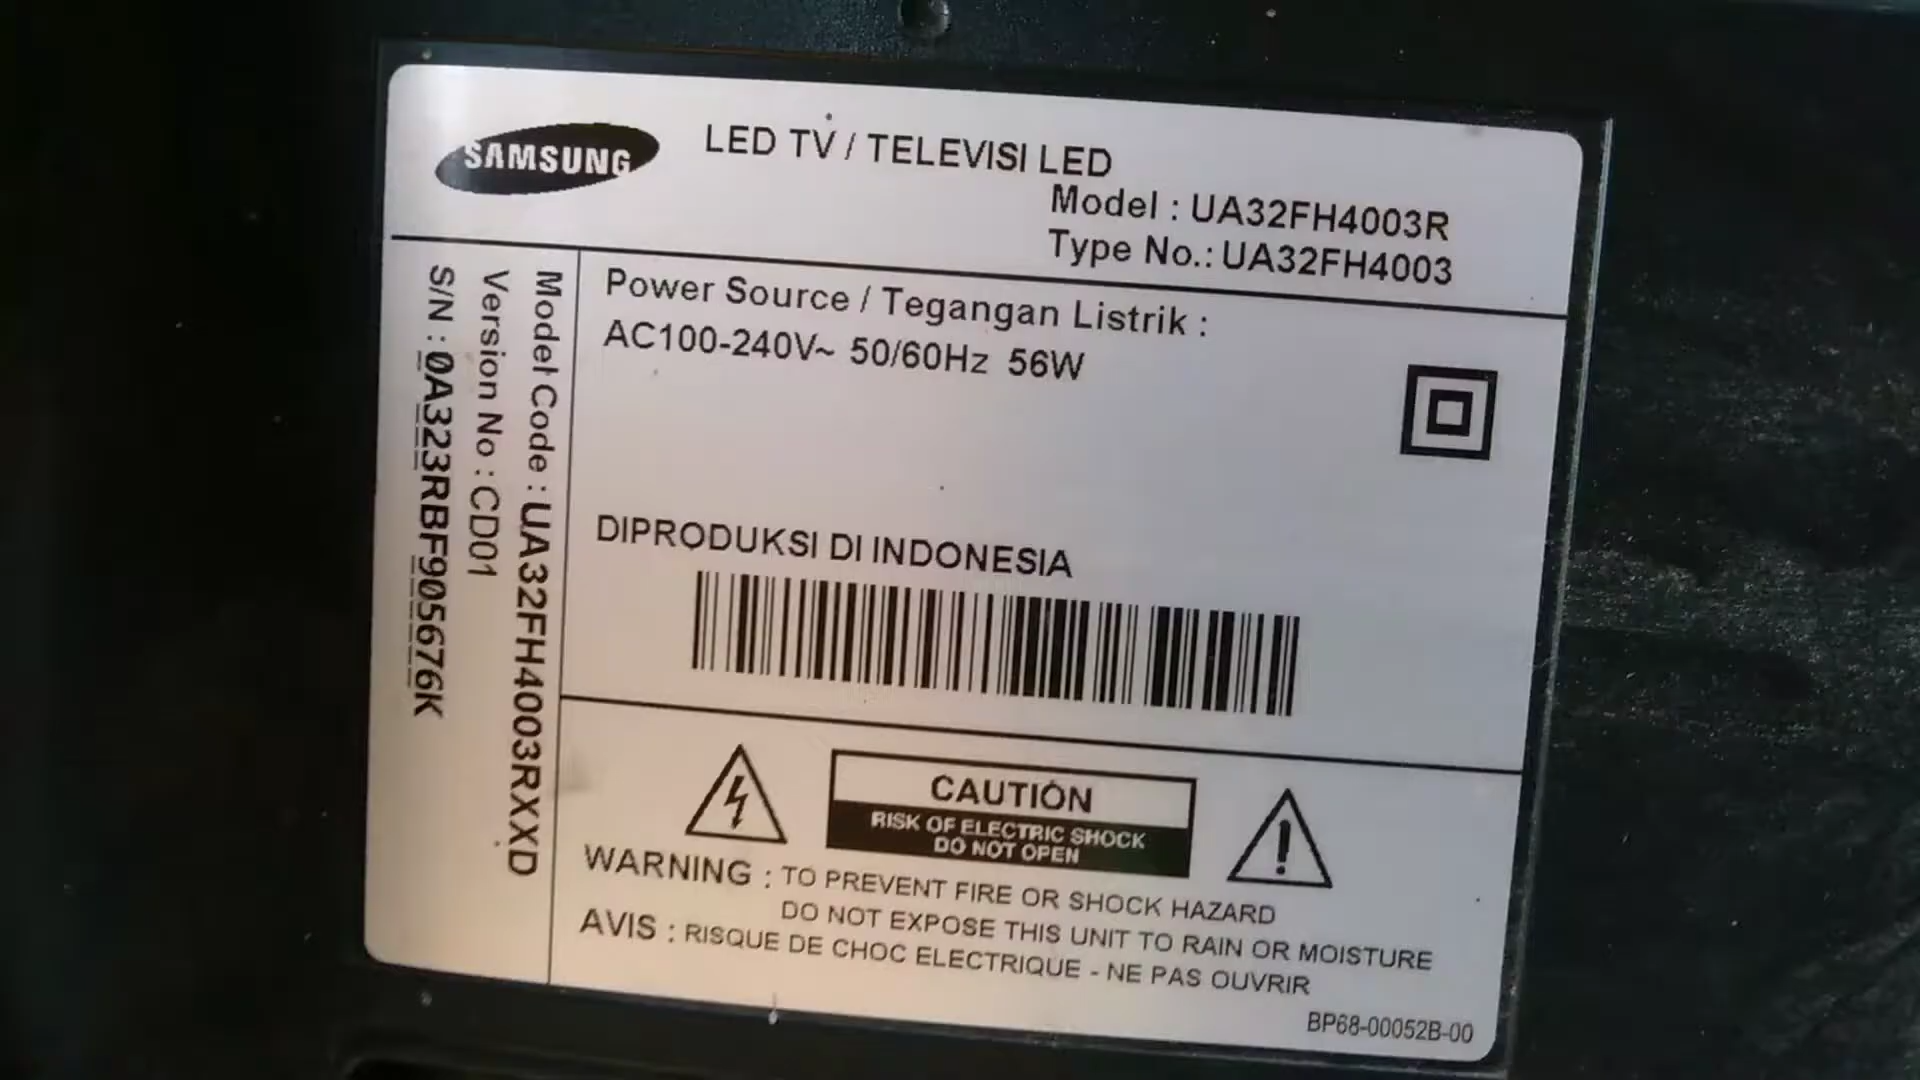 SAMSUNG
LED TV / TELEVISI LED
Model : UA32FH4003R
Type No.: UA32FH4003
Model Code : UA32FH4003RXXD
Version No : CD01
S/N : 0A323RBF905676K
Power Source / Tegangan Listrik :
AC100-240V~ 50/60Hz 56W
DIPRODUKSI DI INDONESIA
CAUTION
RISK OF ELECTRIC SHOCK
DO NOT OPEN
WARNING : TO PREVENT FIRE OR SHOCK HAZARD
DO NOT EXPOSE THIS UNIT TO RAIN OR MOISTURE
AVIS : RISQUE DE CHOC ELECTRIQUE - NE PAS OUVRIR
BP68-00052B-00